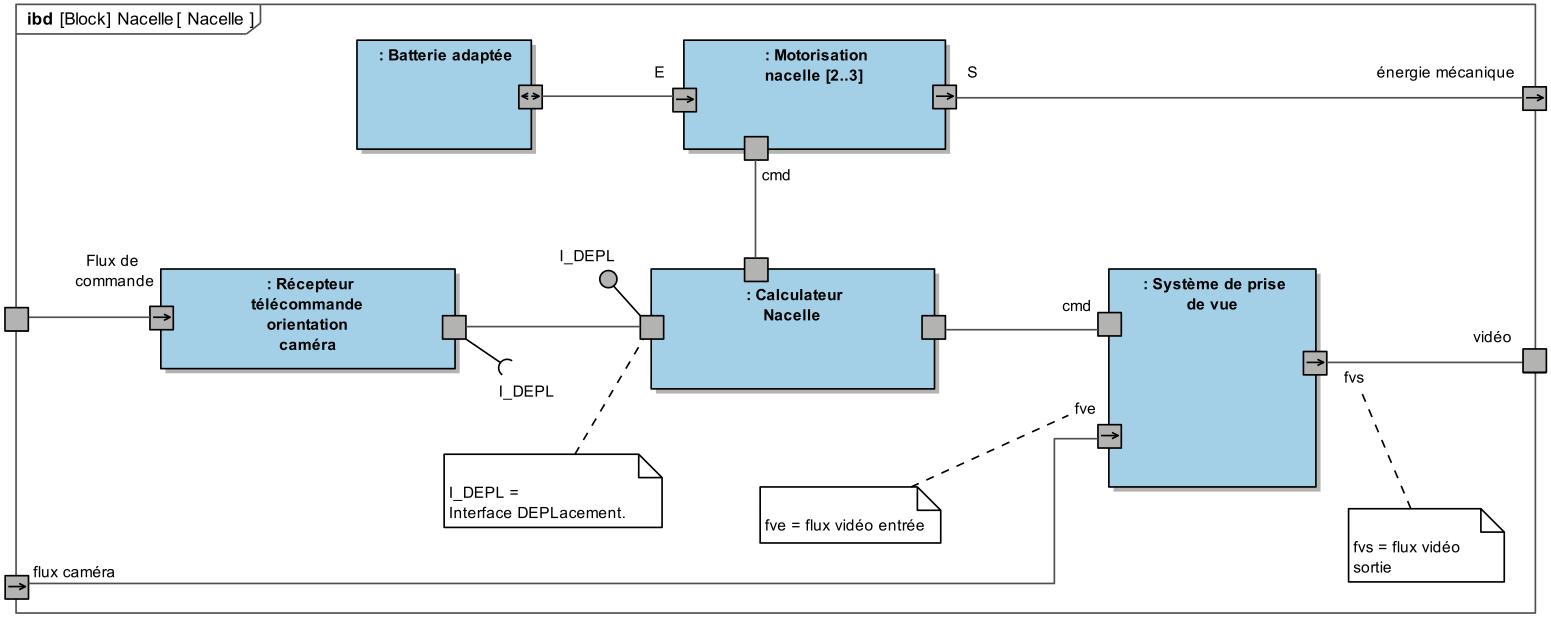 ibd [Block] Nacelle [ Nacelle ]
: Batterie adaptée
E
: Motorisation
nacelle [2..3]
S
énergie mécanique
cmd
Flux de
commande
: Récepteur
télécommande
orientation
caméra
I_DEPL
I_DEPL
: Calculateur
Nacelle
cmd
: Système de prise
de vue
vidéo
fvs
fve
I_DEPL =
Interface DEPLacement.
fve = flux vidéo entrée
fvs = flux vidéo
sortie
flux caméra